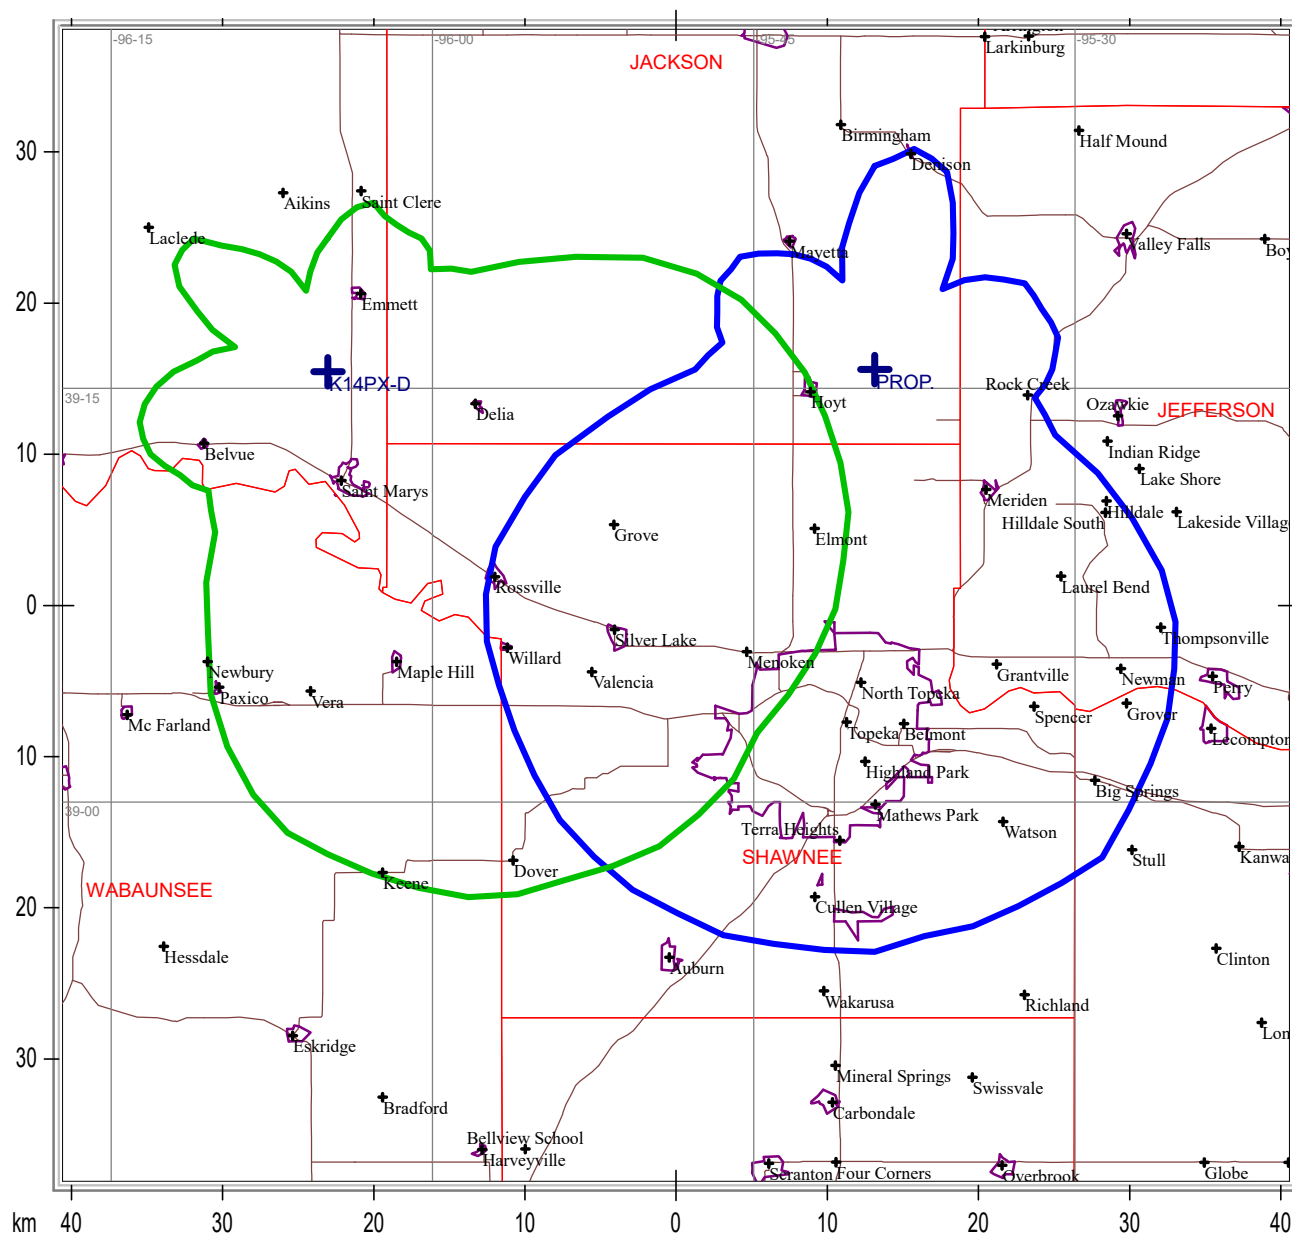 -96-15
-96-00
-95-45
-95-30
Larkinburg
JACKSON
30
Birmingham
Half Mound
Denison
Aikins
Saint Clere
Laclede
Mayetta
Valley Falls
Boy
20
Emmett
K14PX-D
PROP.
Rock Creek
39-15
Delia
Hoyt
Ozawkie
JEFFERSON
10
Belvue
Indian Ridge
Lake Shore
Saint Marys
Meriden
Hilldale
Hilldale South
Lakeside Village
Grove
Elmont
Rossville
Laurel Bend
0
Silver Lake
Thompsonville
Willard
Menoken
Newbury
Maple Hill
Valencia
Grantville
Newman
Perry
Paxico
Vera
North Topeka
Mc Farland
Spencer
Grover
Topeka
Belmont
Lecompton
10
Highland Park
Big Springs
39-00
Mathews Park
Terra Heights
Watson
SHAWNEE
Stull
Kanwa
Dover
Keene
WABAUNSEE
20
Cullen Village
Hessdale
Auburn
Clinton
Wakarusa
Richland
Lon
Eskridge
30
Mineral Springs
Swissvale
Bradford
Carbondale
Bellview School
Harveyville
Scranton
Four Corners
Overbrook
Globe
km
40
30
20
10
0
10
20
30
40